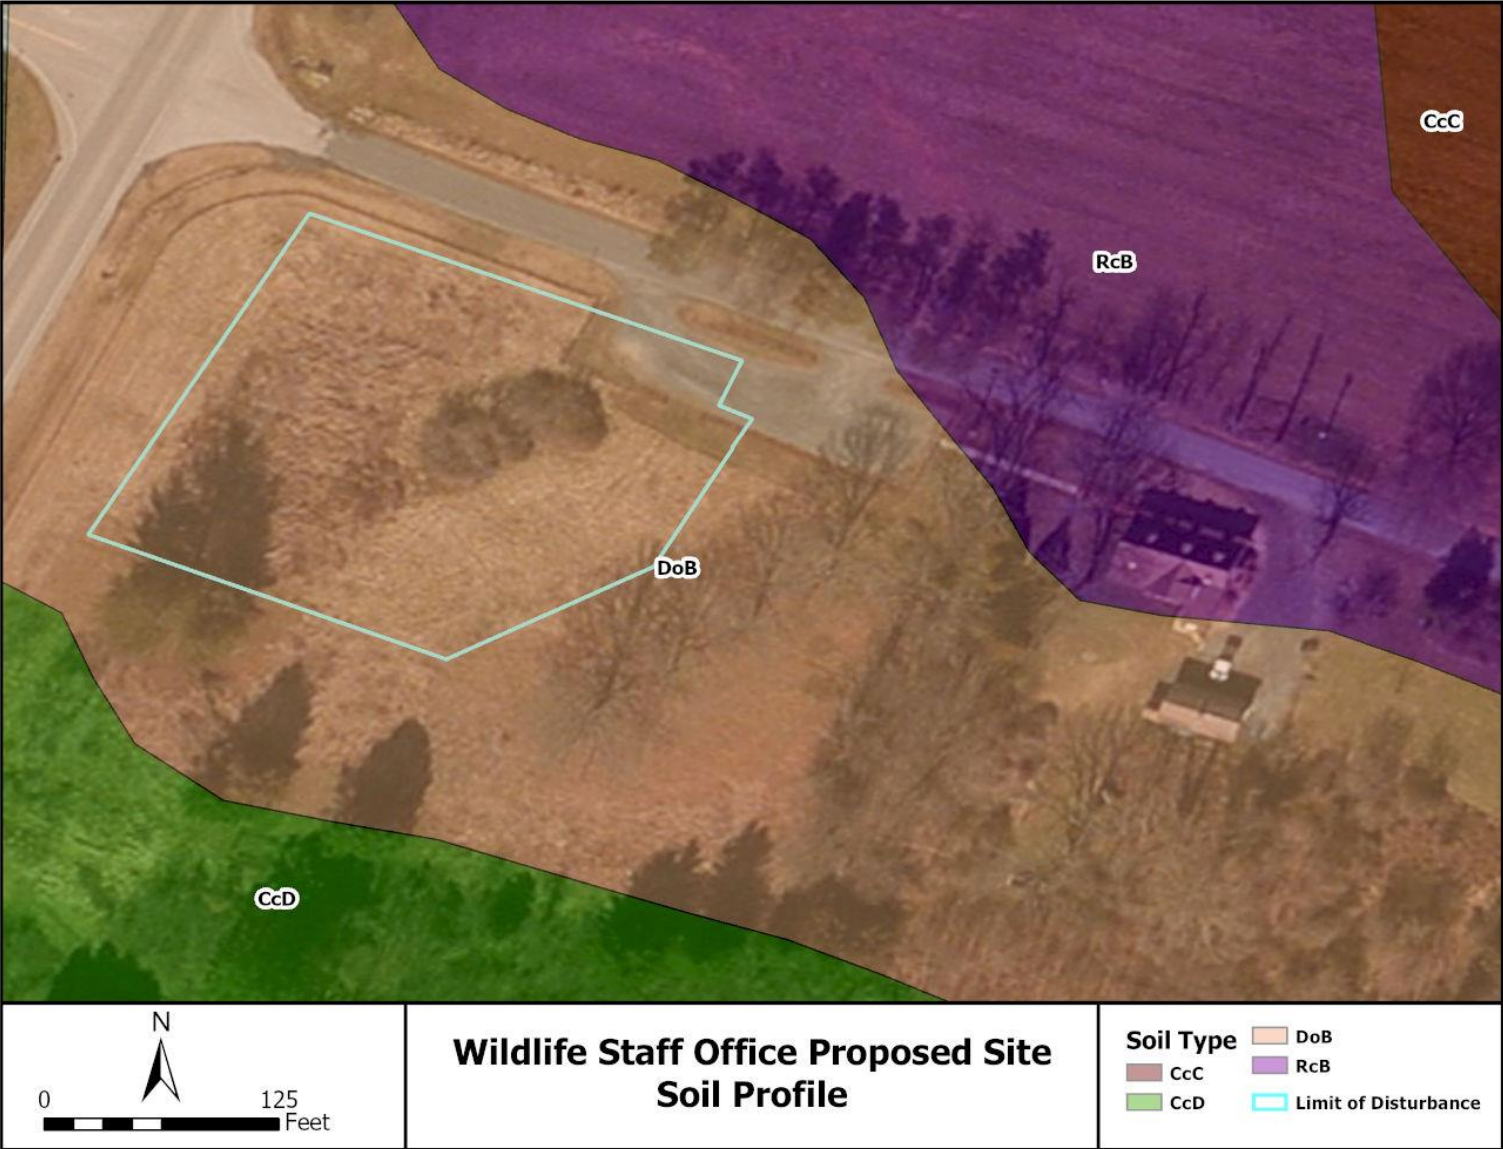 CcC
RcB
DoB
CcD
N
0 125
Feet
Wildlife Staff Office Proposed Site
Soil Profile
Soil Type
CcC
CcD
DoB
RcB
Limit of Disturbance